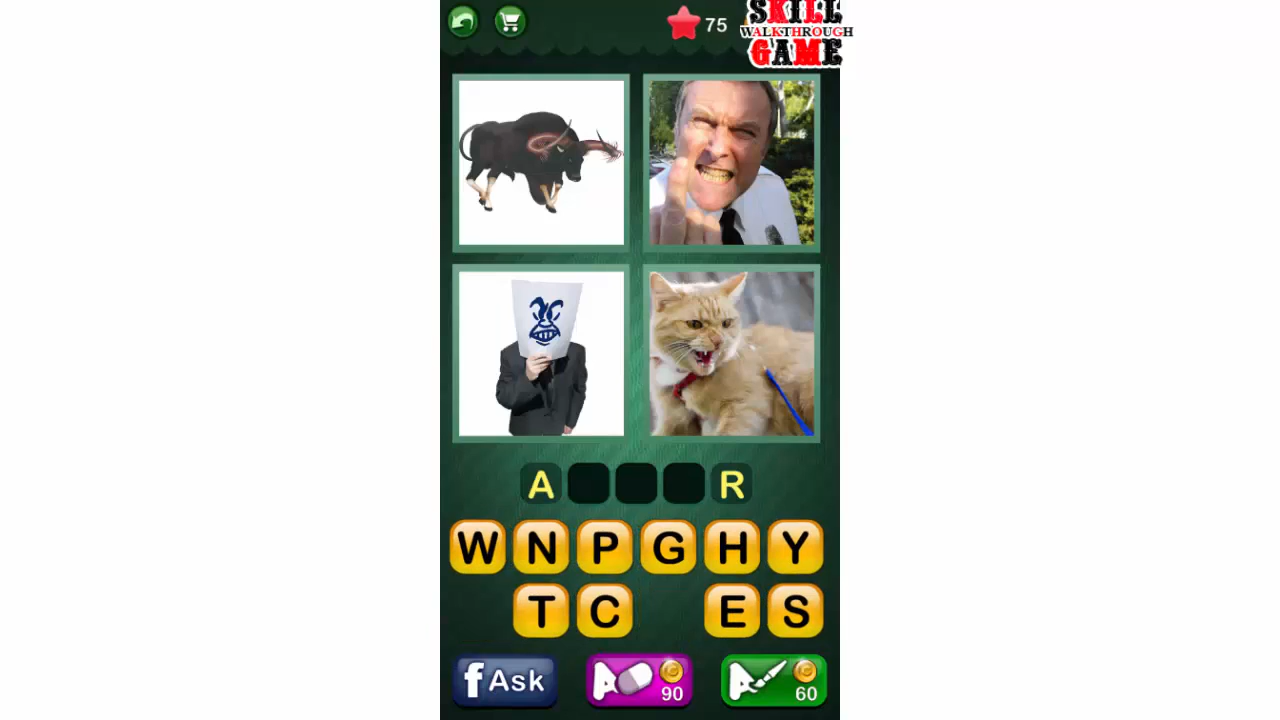 75
SKILL
WALKTHROUGH
GAME
A R
W N P G H Y
T C E S
f Ask
A 90
A 60